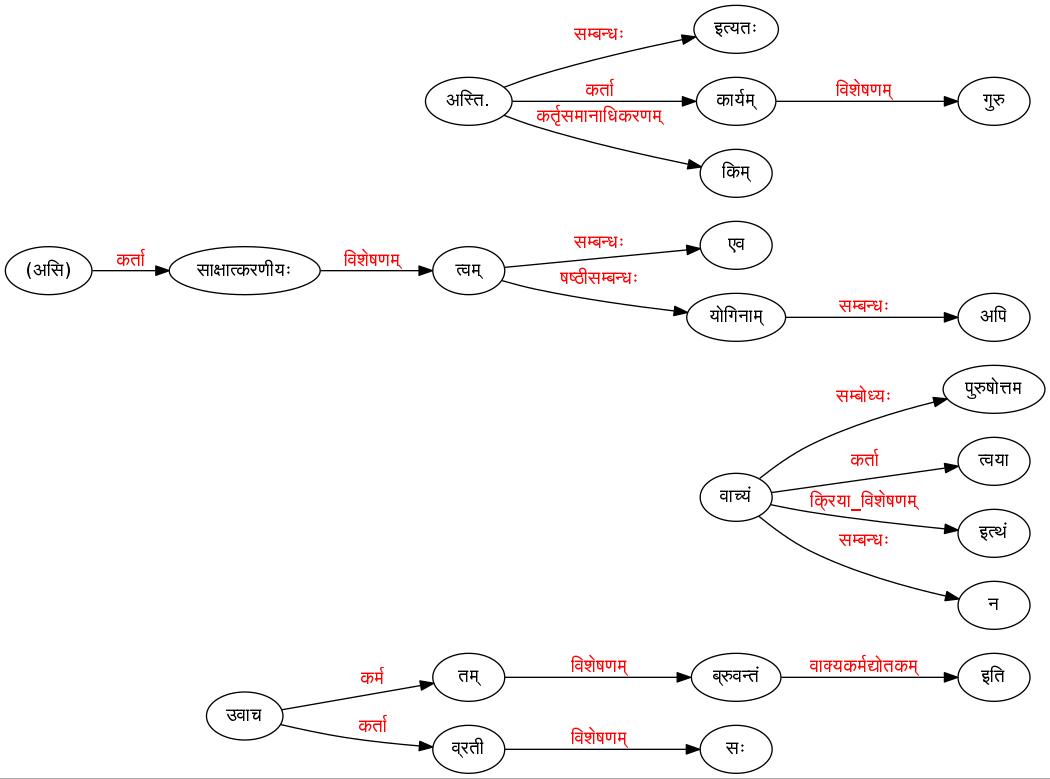 सम्बन्धः इत्यतः
अस्ति. कर्ता कार्यम् विशेषणम् गुरु
कर्तृसमानाधिकरणम्
किम्
सम्बन्धः एव
(असि) कर्ता साक्षात्करणीयः विशेषणम् त्वम्
षष्ठीसम्बन्धः
योगिनाम् सम्बन्धः अपि
सम्बोध्यः पुरुषोत्तम
कर्ता त्वया
वाच्यं
क्रिया_विशेषणम् इत्थं
सम्बन्धः
न
कर्म तम् विशेषणम् ब्रुवन्तं वाक्यकर्मद्योतकम् इति
उवाच
कर्ता व्रती विशेषणम् सः